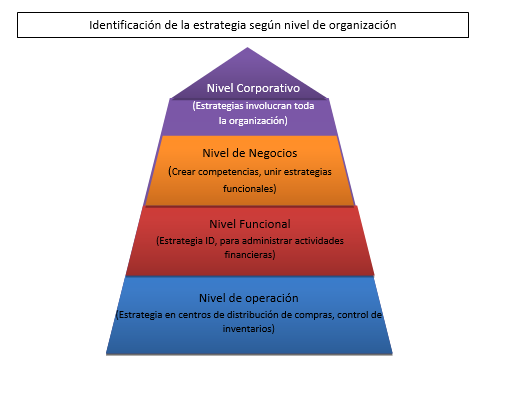 Identificación de la estrategia según nivel de organización
Nivel Corporativo
(Estrategias involucran toda
la organización)
Nivel de Negocios
(Crear competencias, unir estrategias
funcionales)
Nivel Funcional
(Estrategia ID, para administrar actividades
financieras)
Nivel de operación
(Estrategia en centros de distribución de compras, control de
inventarios)